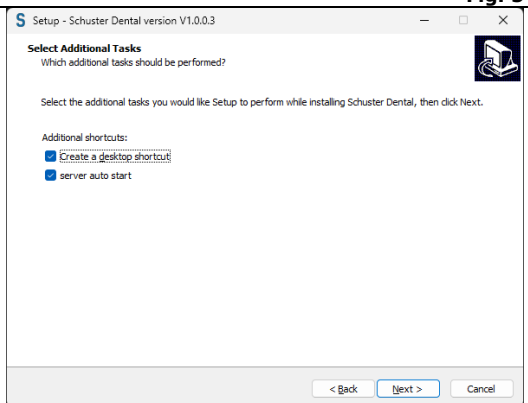 Setup - Schuster Dental version V1.0.0.3
Select Additional Tasks
Which additional tasks should be performed?
Select the additional tasks you would like Setup to perform while installing Schuster Dental, then click Next.
Additional shortcuts:
Create a desktop shortcut
server auto start
< Back
Next >
Cancel